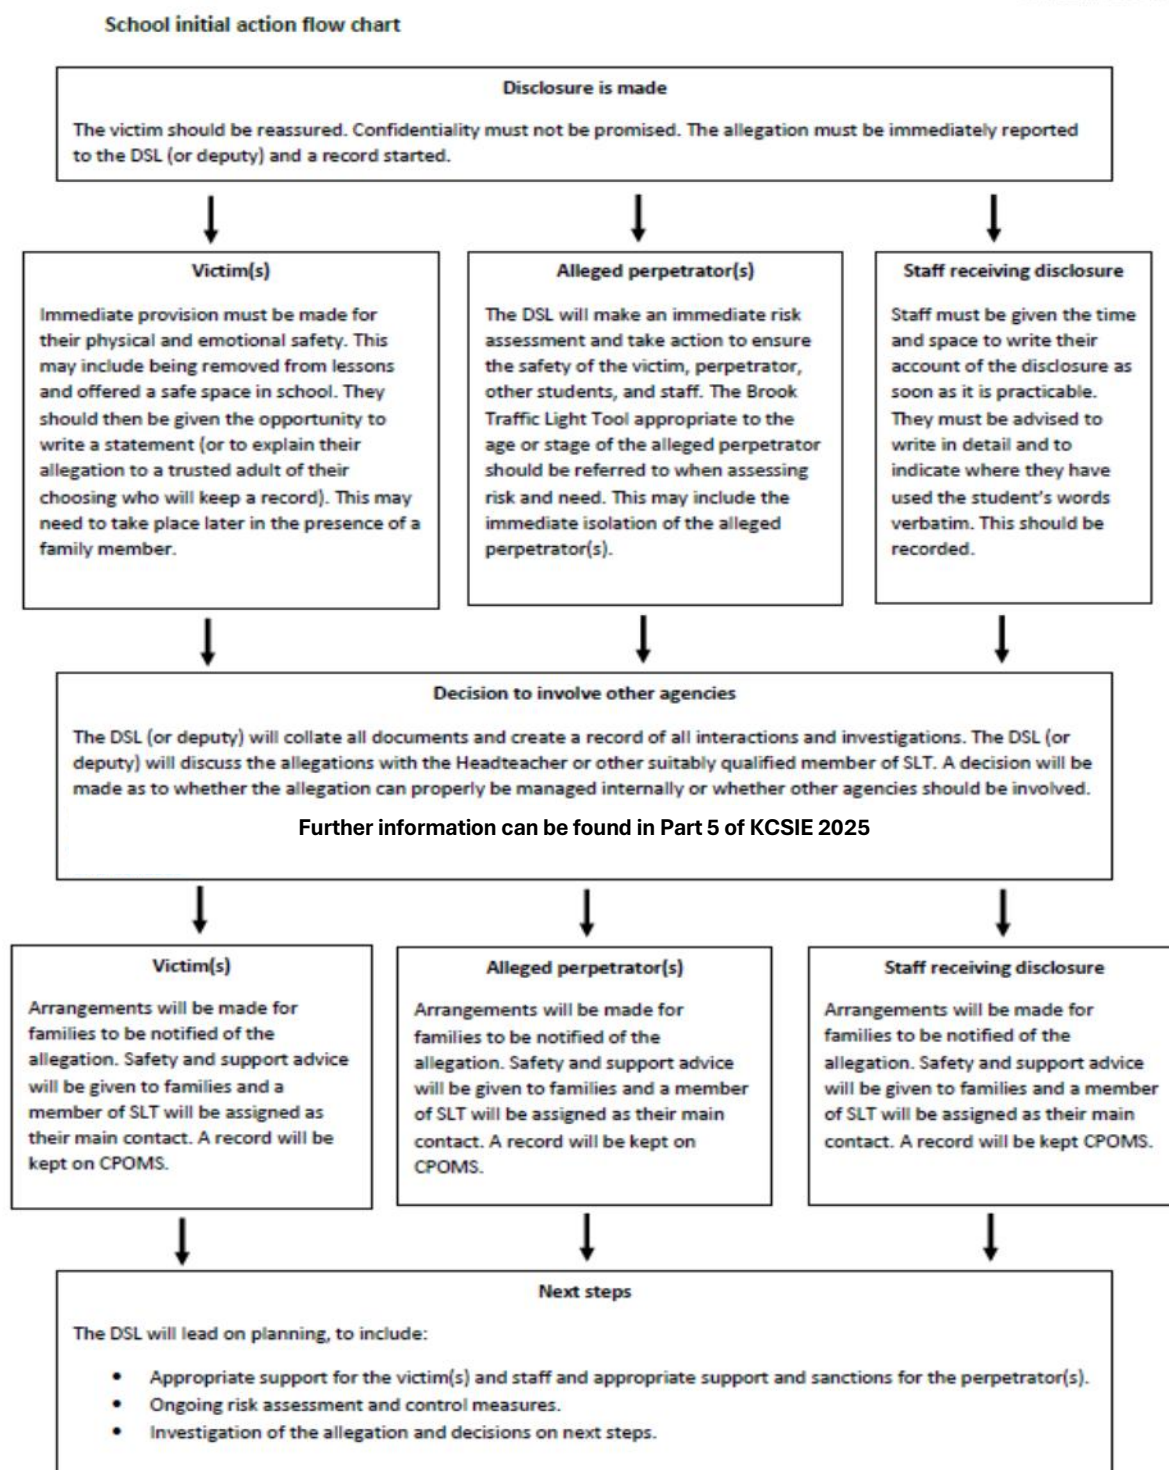 School initial action flow chart
Disclosure is made
The victim should be reassured. Confidentiality must not be promised. The allegation must be immediately reported
to the DSL (or deputy) and a record started.
Victim(s)
Immediate provision must be made for
their physical and emotional safety. This
may include being removed from lessons
and offered a safe space in school. They
should then be given the opportunity to
write a statement (or to explain their
allegation to a trusted adult of their
choosing who will keep a record). This may
need to take place later in the presence of a
family member.
Alleged perpetrator(s)
The DSL will make an immediate risk
assessment and take action to ensure
the safety of the victim, perpetrator,
other students, and staff. The Brook
Traffic Light Tool appropriate to the
age or stage of the alleged perpetrator
should be referred to when assessing
risk and need. This may include the
immediate isolation of the alleged
perpetrator(s).
Staff receiving disclosure
Staff must be given the time
and space to write their
account of the disclosure as
soon as it is practicable.
They must be advised to
write in detail and to
indicate where they have
used the student's words
verbatim. This should be
recorded.
Decision to involve other agencies
The DSL (or deputy) will collate all documents and create a record of all interactions and investigations. The DSL (or
deputy) will discuss the allegations with the Headteacher or other suitably qualified member of SLT. A decision will be
made as to whether the allegation can properly be managed internally or whether other agencies should be involved.
Further information can be found in Part 5 of KCSIE 2025
Victim(s)
Arrangements will be made for
families to be notified of the
allegation. Safety and support advice
will be given to families and a
member of SLT will be assigned as
their main contact. A record will be
kept on CPOMS.
Alleged perpetrator(s)
Arrangements will be made for
families to be notified of the
allegation. Safety and support advice
will be given to families and a member
of SLT will be assigned as their main
contact. A record will be kept on
CPOMS.
Staff receiving disclosure
Arrangements will be made for
families to be notified of the
allegation. Safety and support advice
will be given to families and a member
of SLT will be assigned as their main
contact. A record will be kept CPOMS.
Next steps
The DSL will lead on planning, to include:
• Appropriate support for the victim(s) and staff and appropriate support and sanctions for the perpetrator(s).
• Ongoing risk assessment and control measures.
• Investigation of the allegation and decisions on next steps.